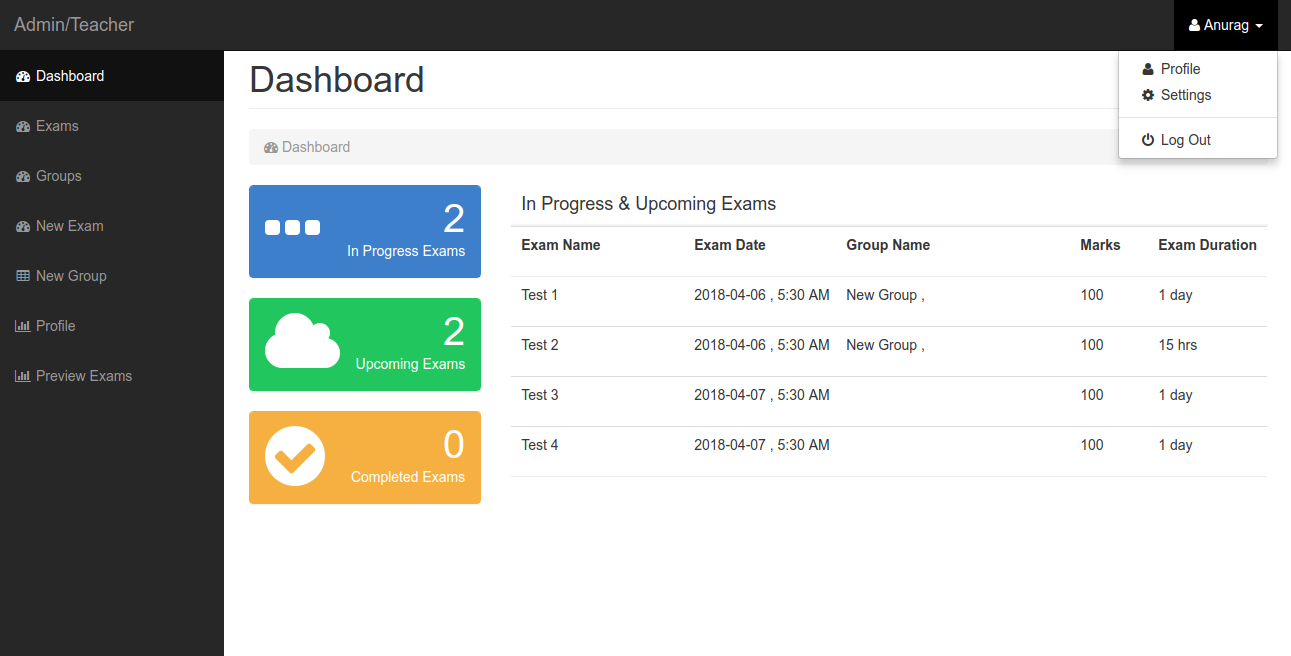 Admin/Teacher
Anurag
Profile
Settings
Log Out
Dashboard
Exams
Groups
New Exam
New Group
Profile
Preview Exams
Dashboard
Dashboard
2
In Progress Exams
2
Upcoming Exams
0
Completed Exams
In Progress & Upcoming Exams
Exam Name Exam Date Group Name Marks Exam Duration
Test 1 2018-04-06 , 5:30 AM New Group , 100 1 day
Test 2 2018-04-06 , 5:30 AM New Group , 100 15 hrs
Test 3 2018-04-07 , 5:30 AM 100 1 day
Test 4 2018-04-07 , 5:30 AM 100 1 day